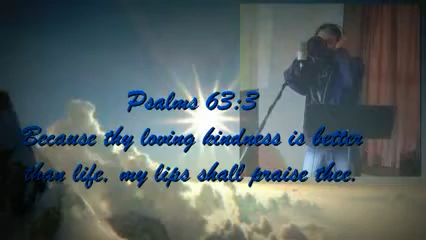 Psalms 63:3
Because thy loving kindness is better
than life, my lips shall praise thee.